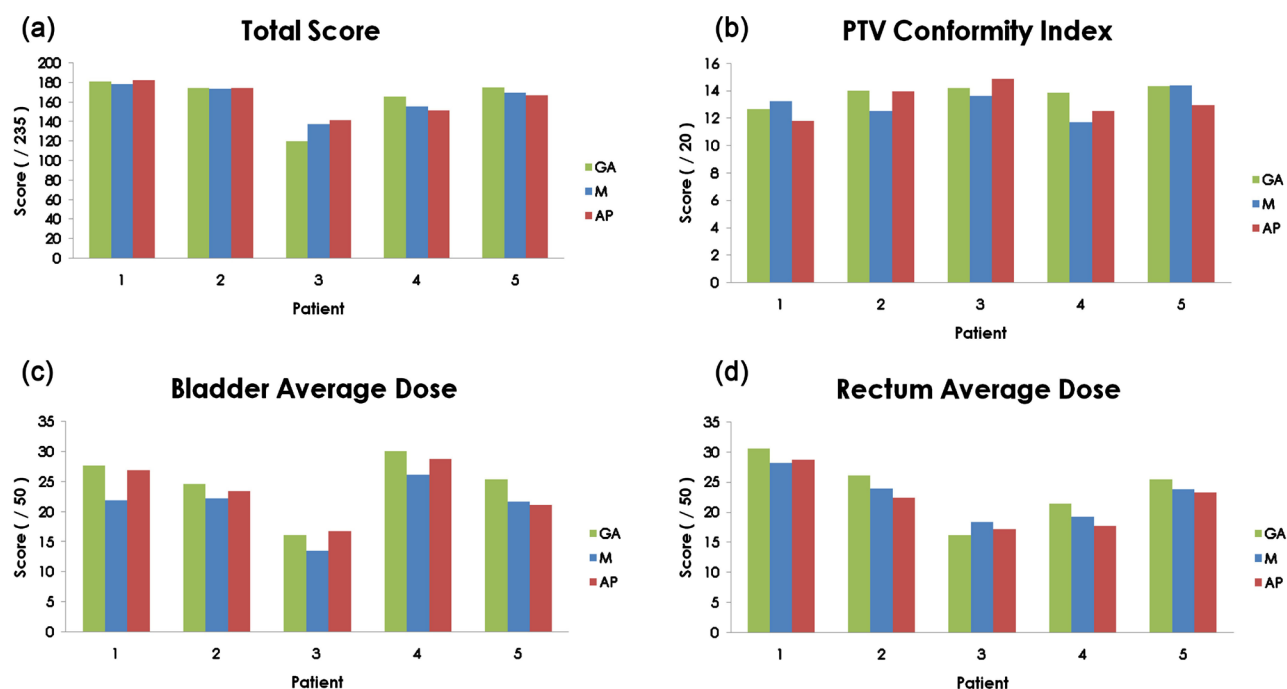 (a)
Total Score
Score ( / 235)
200
180
160
140
120
100
80
60
40
20
0
1 2 3 4 5
Patient
GA
M
AP
(b)
PTV Conformity Index
Score ( / 20)
16
14
12
10
8
6
4
2
0
1 2 3 4 5
Patient
GA
M
AP
(c)
Bladder Average Dose
Score ( / 50)
35
30
25
20
15
10
5
0
1 2 3 4 5
Patient
GA
M
AP
(d)
Rectum Average Dose
Score ( / 50)
35
30
25
20
15
10
5
0
1 2 3 4 5
Patient
GA
M
AP